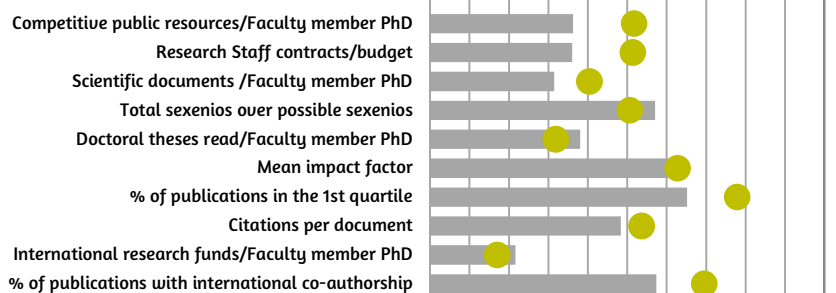 Competitive public resources/Faculty member PhD
Research Staff contracts/budget
Scientific documents /Faculty member PhD
Total sexenios over possible sexenios
Doctoral theses read/Faculty member PhD
Mean impact factor
% of publications in the 1st quartile
Citations per document
International research funds/Faculty member PhD
% of publications with international co-authorship